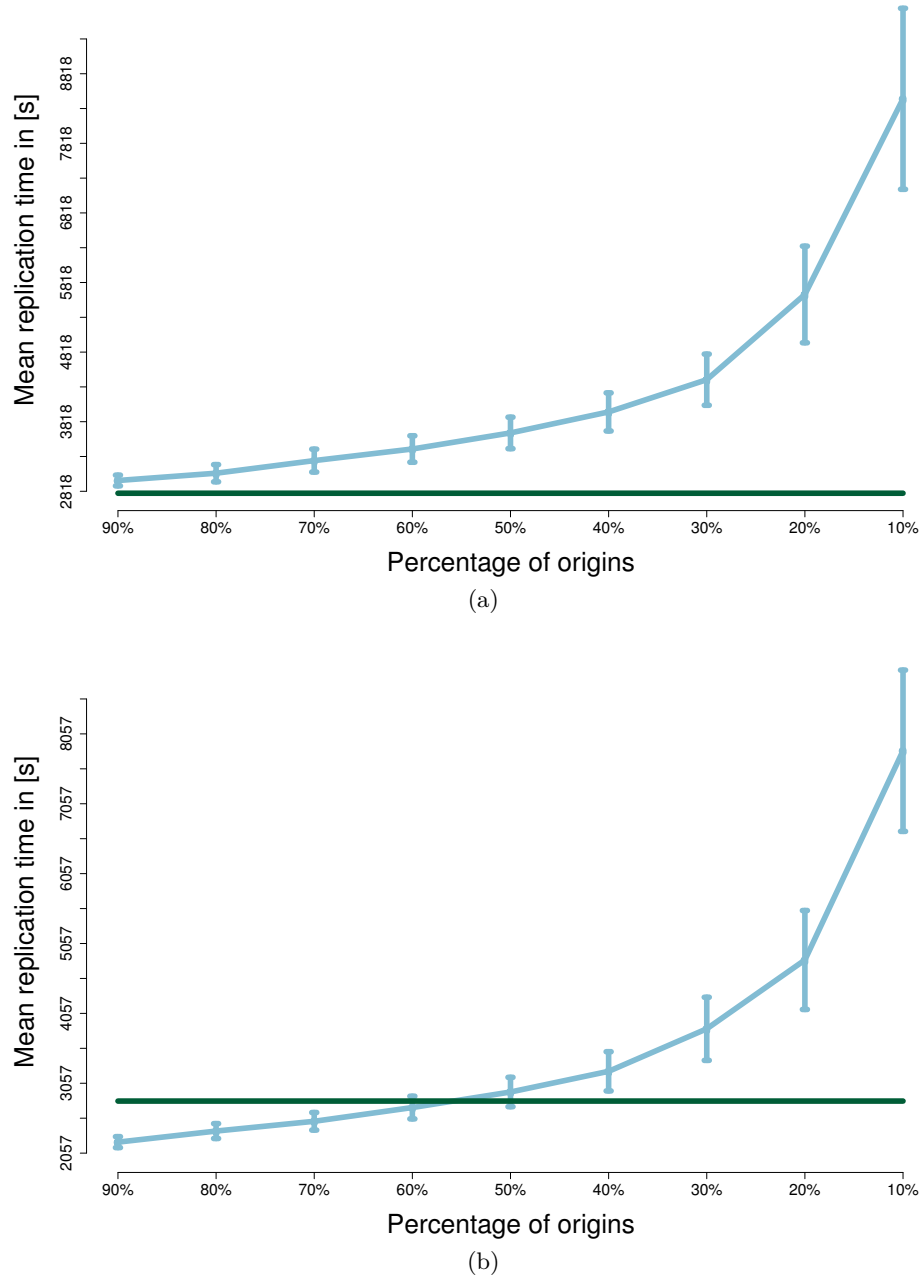 Mean replication time in [s]
8818
7818
6818
5818
4818
3818
2818
90% 80% 70% 60% 50% 40% 30% 20% 10%
Percentage of origins
(a)
Mean replication time in [s]
8057
7057
6057
5057
4057
3057
2057
90% 80% 70% 60% 50% 40% 30% 20% 10%
Percentage of origins
(b)